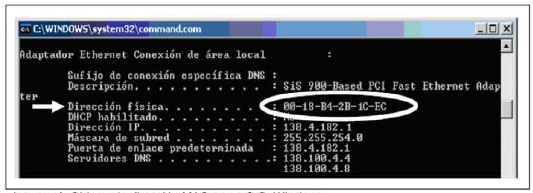 C:\WINDOWS\system32\command.com
Adaptador Ethernet Conexión de área local :
Sufijo de conexión específica DNS :
Descripción. . . . . . . . . . . : SiS 900-Based PCI Fast Ethernet Adap
ter
Dirección física. . . . . . . . . : 00-18-B4-2B-1C-EC
DHCP habilitado. . . . . . . . . :
Dirección IP. . . . . . . . . . . : 138.4.182.1
Máscara de subred . . . . . . . . : 255.255.254.0
Puerta de enlace predeterminada : 138.4.182.1
Servidores DNS . . . . . . . . . .: 138.100.4.4
138.100.4.8